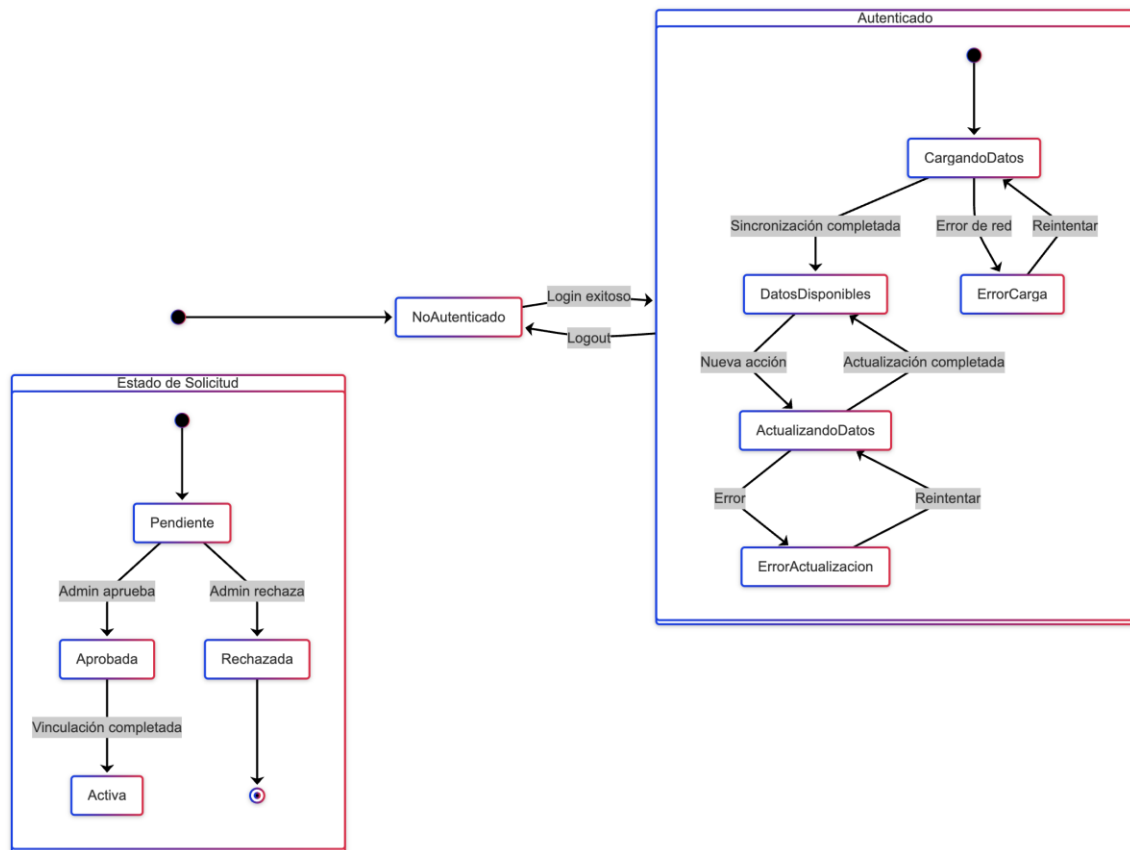 Autenticado
CargandoDatos
Sincronización completada
Error de red
Reintentar
DatosDisponibles
ErrorCarga
Login exitoso
NoAutenticado
Logout
Nueva acción
Actualización completada
ActualizandoDatos
Error
Reintentar
ErrorActualizacion
Estado de Solicitud
Pendiente
Admin aprueba
Admin rechaza
Aprobada
Rechazada
Vinculación completada
Activa